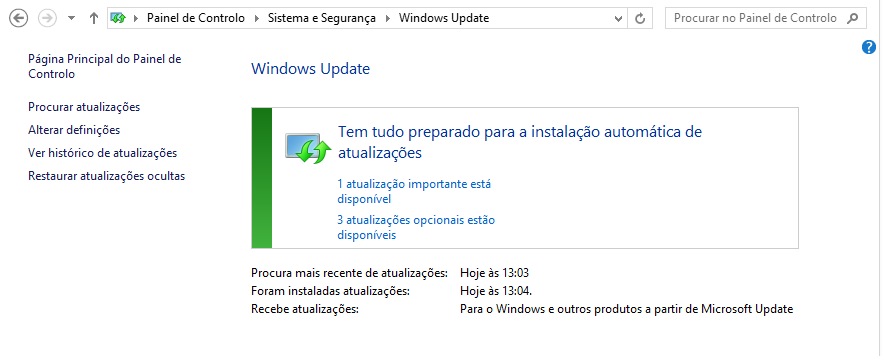 Painel de Controlo Sistema e Segurança Windows Update
Procurar no Painel de Controlo
Página Principal do Painel de
Controlo
Procurar atualizações
Alterar definições
Ver histórico de atualizações
Restaurar atualizações ocultas
Windows Update
Tem tudo preparado para a instalação automática de
atualizações
1 atualização importante está
disponível
3 atualizações opcionais estão
disponíveis
Procura mais recente de atualizações: Hoje às 13:03
Foram instaladas atualizações: Hoje às 13:04.
Recebe atualizações: Para o Windows e outros produtos a partir de Microsoft Update